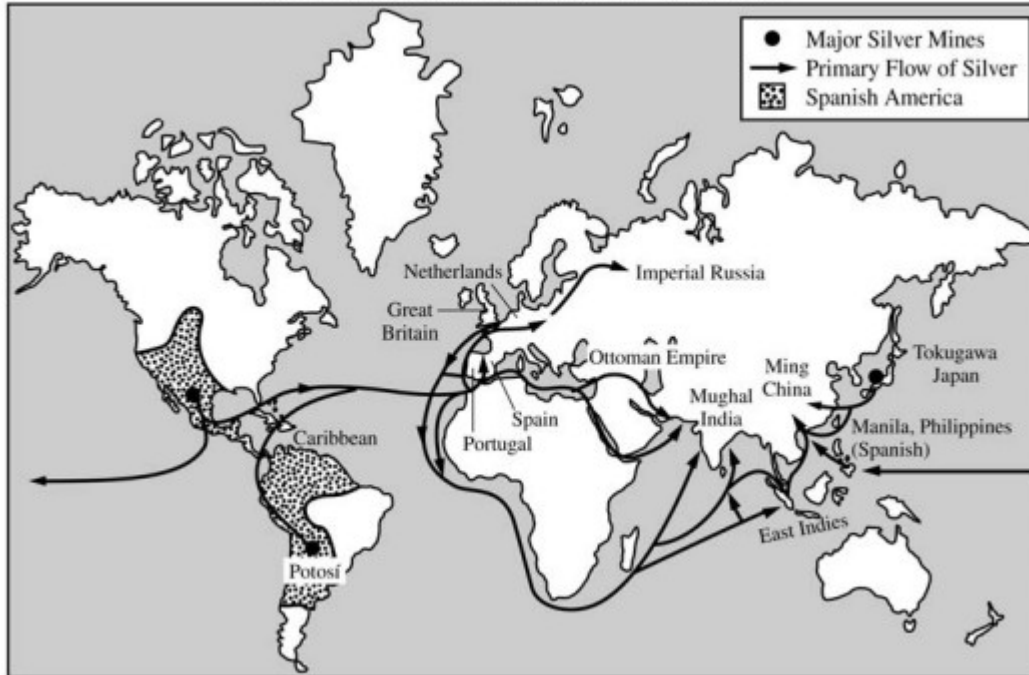 Major Silver Mines
Primary Flow of Silver
Spanish America
Netherlands
Great
Britain
Imperial Russia
Ottoman Empire
Mughal
India
Ming
China
Tokugawa
Japan
Spain
Portugal
Caribbean
Manila, Philippines
(Spanish)
East Indies
Potosí